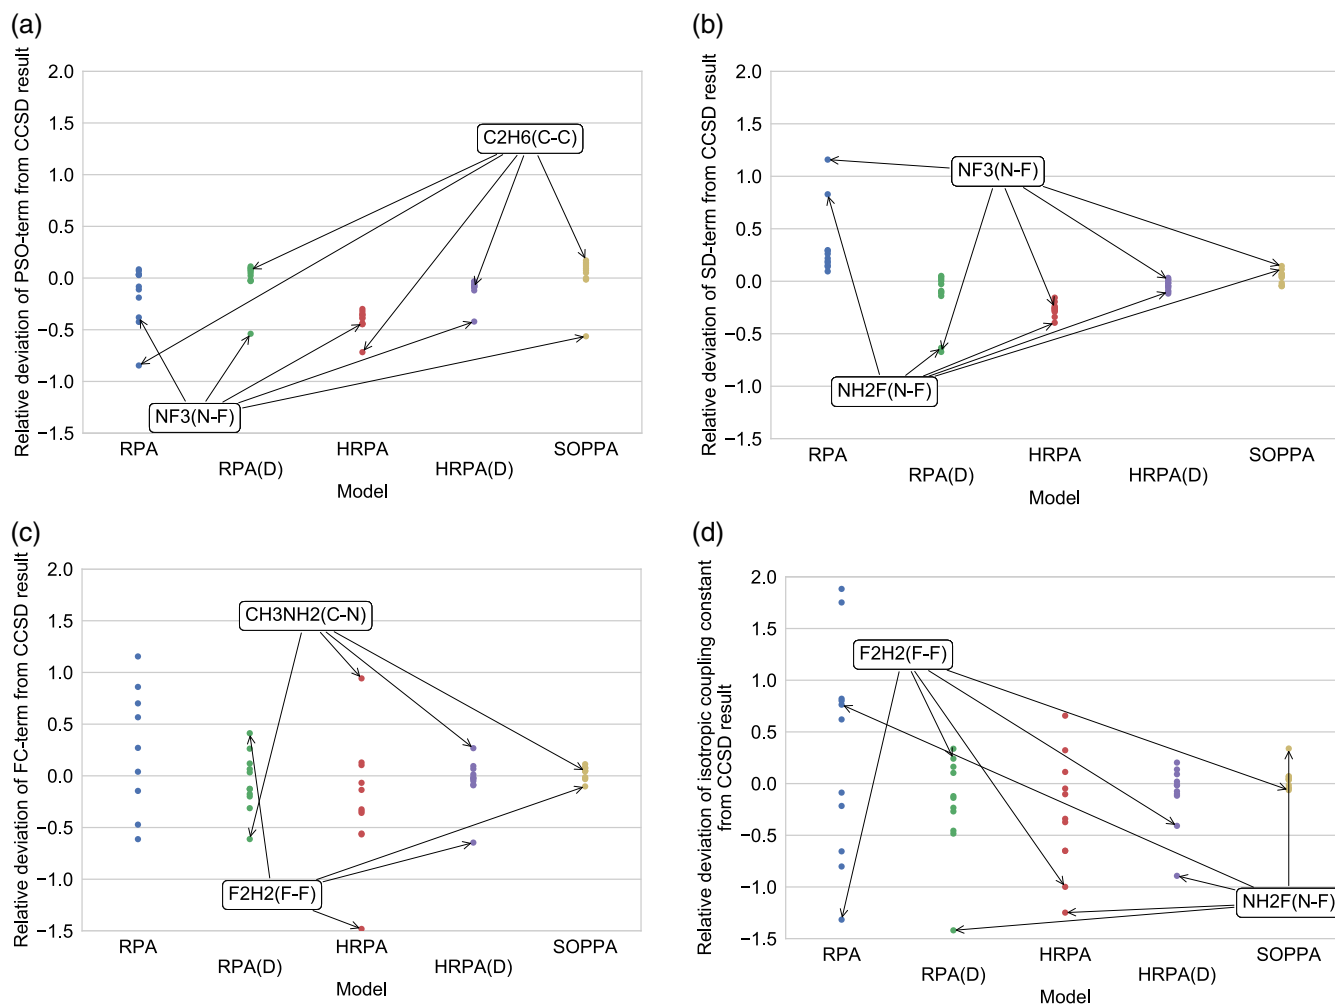 (a)
Relative deviation of PSO-term from CCSD result
2.0
1.5
1.0
0.5
0.0
−0.5
−1.0
−1.5
C2H6(C-C)
NF3(N-F)
RPA
RPA(D)
HRPA
HRPA(D)
SOPPA
Model
(b)
Relative deviation of SD-term from CCSD result
2.0
1.5
1.0
0.5
0.0
−0.5
−1.0
−1.5
NF3(N-F)
NH2F(N-F)
RPA
RPA(D)
HRPA
HRPA(D)
SOPPA
Model
(c)
Relative deviation of FC-term from CCSD result
2.0
1.5
1.0
0.5
0.0
−0.5
−1.0
−1.5
CH3NH2(C-N)
F2H2(F-F)
RPA
RPA(D)
HRPA
HRPA(D)
SOPPA
Model
(d)
Relative deviation of isotropic coupling constant
from CCSD result
2.0
1.5
1.0
0.5
0.0
−0.5
−1.0
−1.5
F2H2(F-F)
NH2F(N-F)
RPA
RPA(D)
HRPA
HRPA(D)
SOPPA
Model